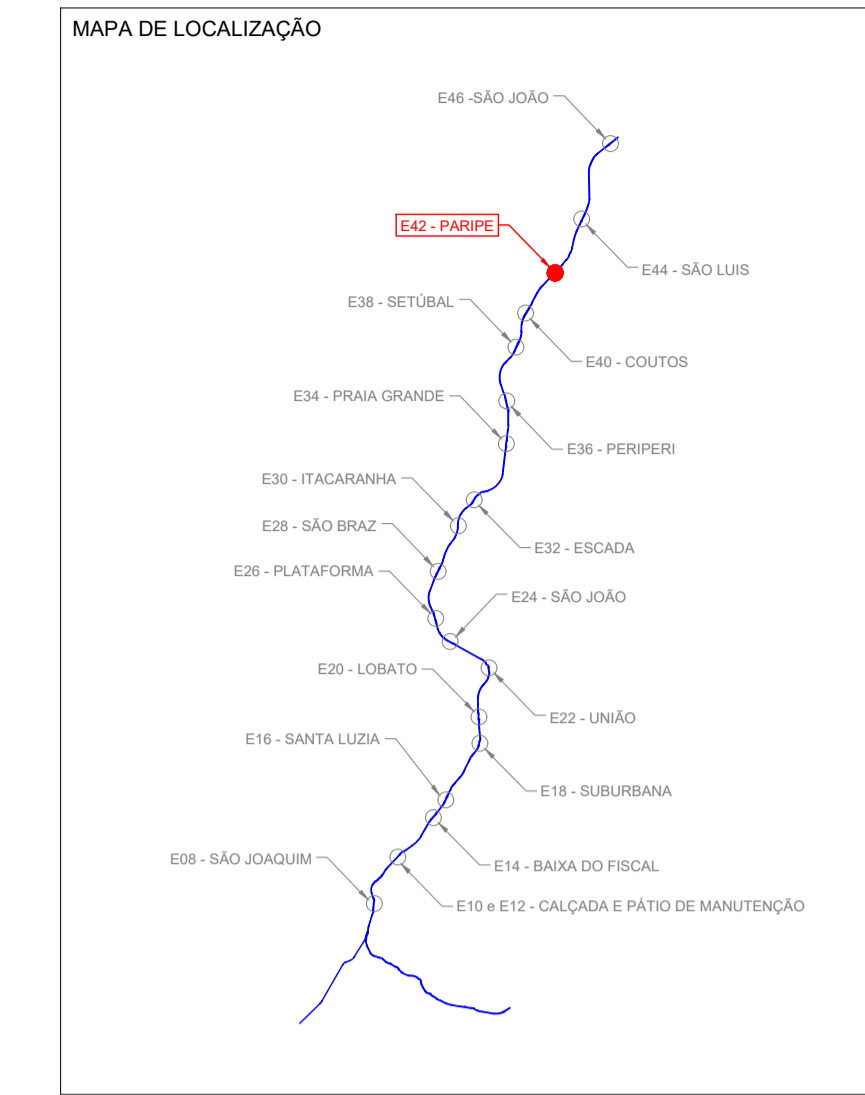 MAPA DE LOCALIZAÇÃO
E46 -SÃO JOÃO
E42 - PARIPE
E44 - SÃO LUIS
E38 - SETÚBAL
E40 - COUTOS
E34 - PRAIA GRANDE
E36 - PERIPERI
E30 - ITACARANHA
E28 - SÃO BRAZ
E32 - ESCADA
E26 - PLATAFORMA
E24 - SÃO JOÃO
E20 - LOBATO
E22 - UNIÃO
E16 - SANTA LUZIA
E18 - SUBURBANA
E08 - SÃO JOAQUIM
E14 - BAIXA DO FISCAL
E10 e E12 - CALÇADA E PÁTIO DE MANUTENÇÃO